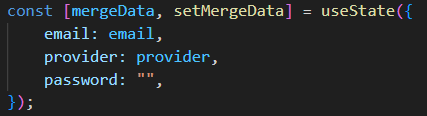 const [mergeData, setMergeData] = useState({
    email: email,
    provider: provider,
    password: "",
});